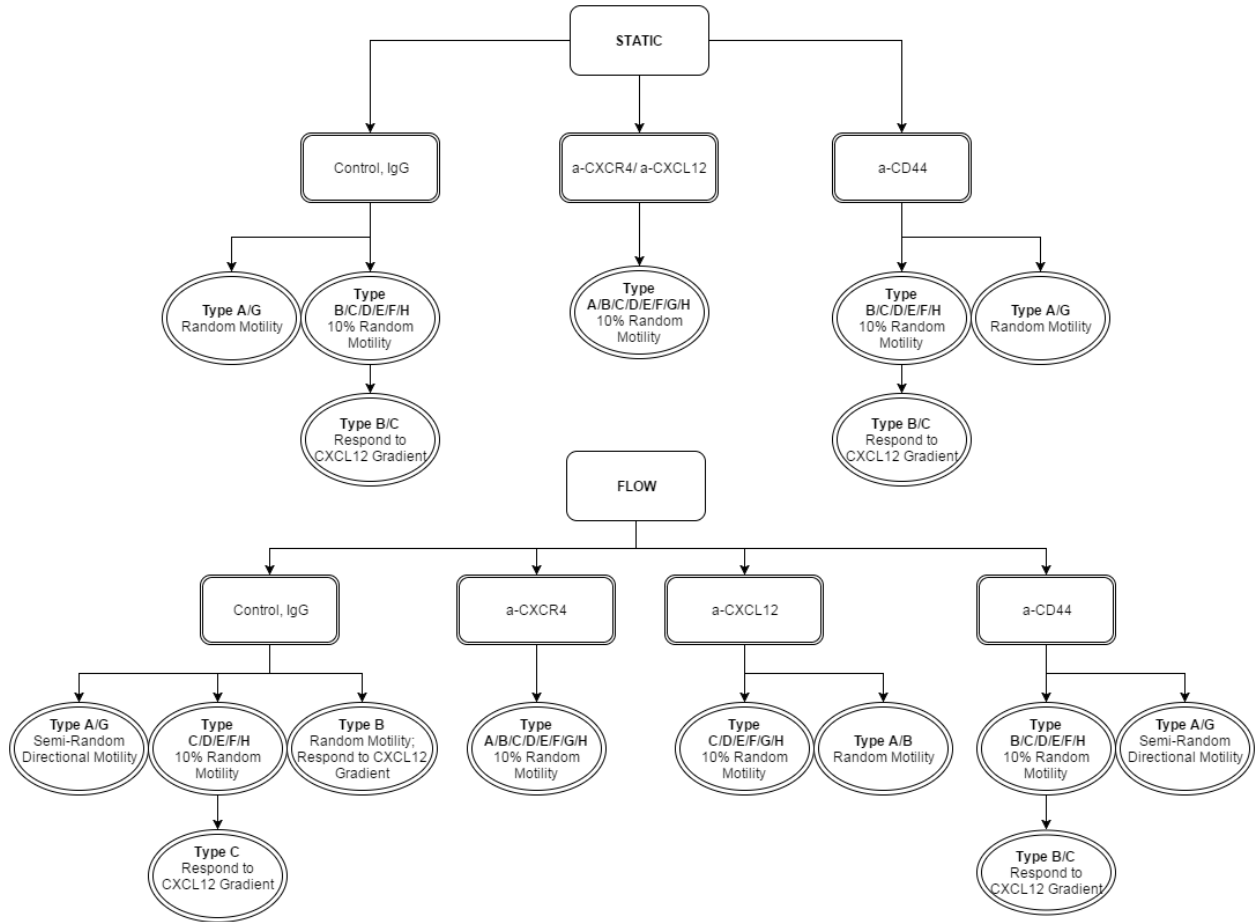 STATIC
Control, IgG
a-CXCR4/ a-CXCL12
a-CD44
Type A/G
Random Motility
Type
B/C/D/E/F/H
10% Random
Motility
Type
A/B/C/D/E/F/G/H
10% Random
Motility
Type
B/C/D/E/F/H
10% Random
Motility
Type A/G
Random Motility
Type B/C
Respond to
CXCL12 Gradient
Type B/C
Respond to
CXCL12 Gradient
FLOW
Control, IgG
a-CXCR4
a-CXCL12
a-CD44
Type A/G
Semi-Random
Directional Motility
Type
C/D/E/F/H
10% Random
Motility
Type B
Random Motility;
Respond to CXCL12
Gradient
Type
A/B/C/D/E/F/G/H
10% Random
Motility
Type
C/D/E/F/G/H
10% Random
Motility
Type A/B
Random Motility
Type
B/C/D/E/F/H
10% Random
Motility
Type A/G
Semi-Random
Directional Motility
Type C
Respond to
CXCL12 Gradient
Type B/C
Respond to
CXCL12 Gradient